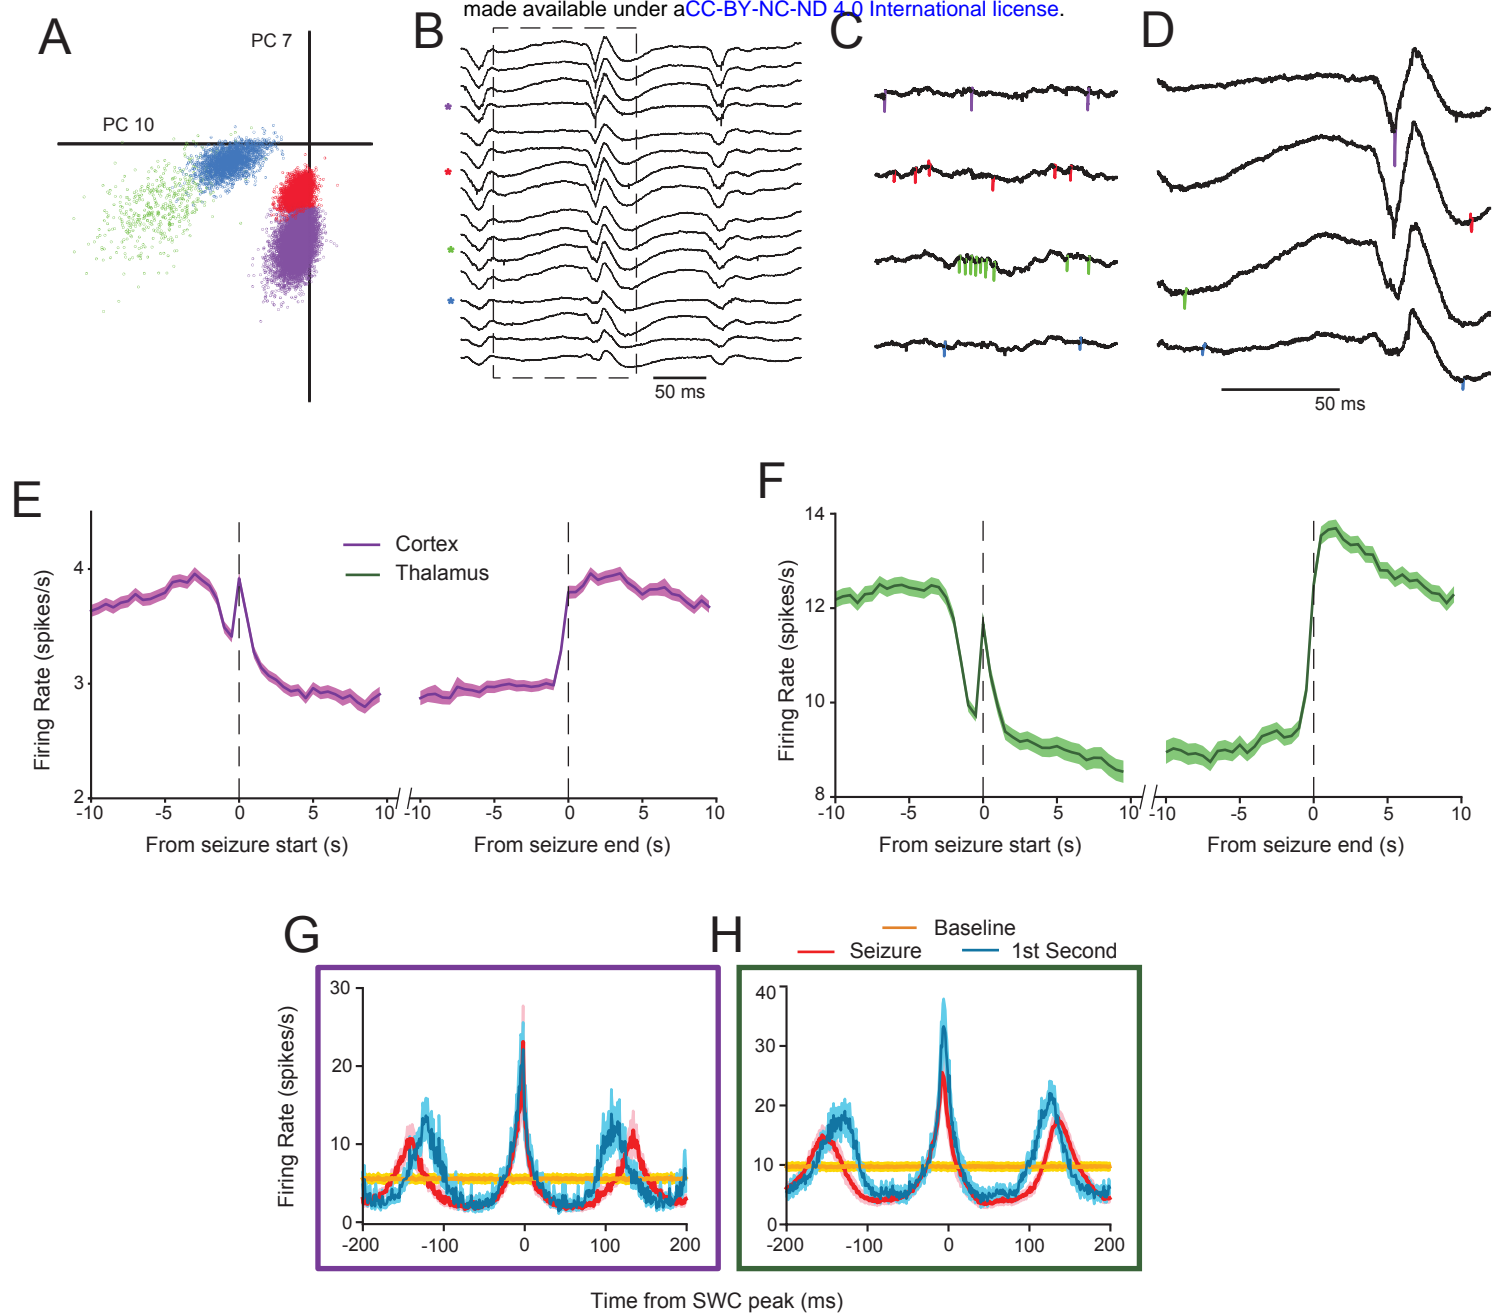 made available under aCC-BY-NC-ND 4.0 International license.
A
PC 7
PC 10
B
50 ms
C
D
50 ms
E
Cortex
Thalamus
Firing Rate (spikes/s)
4
3
2
-10 -5 0 5 10 -10 -5 0 5 10
From seizure start (s) From seizure end (s)
F
Firing Rate (spikes/s)
14
12
10
8
-10 -5 0 5 10 -10 -5 0 5 10
From seizure start (s) From seizure end (s)
G
H
Baseline
Seizure 1st Second
Firing Rate (spikes/s)
30
20
10
0
-200 -100 0 100 200
40
30
20
10
0
-200 -100 0 100 200
Time from SWC peak (ms)